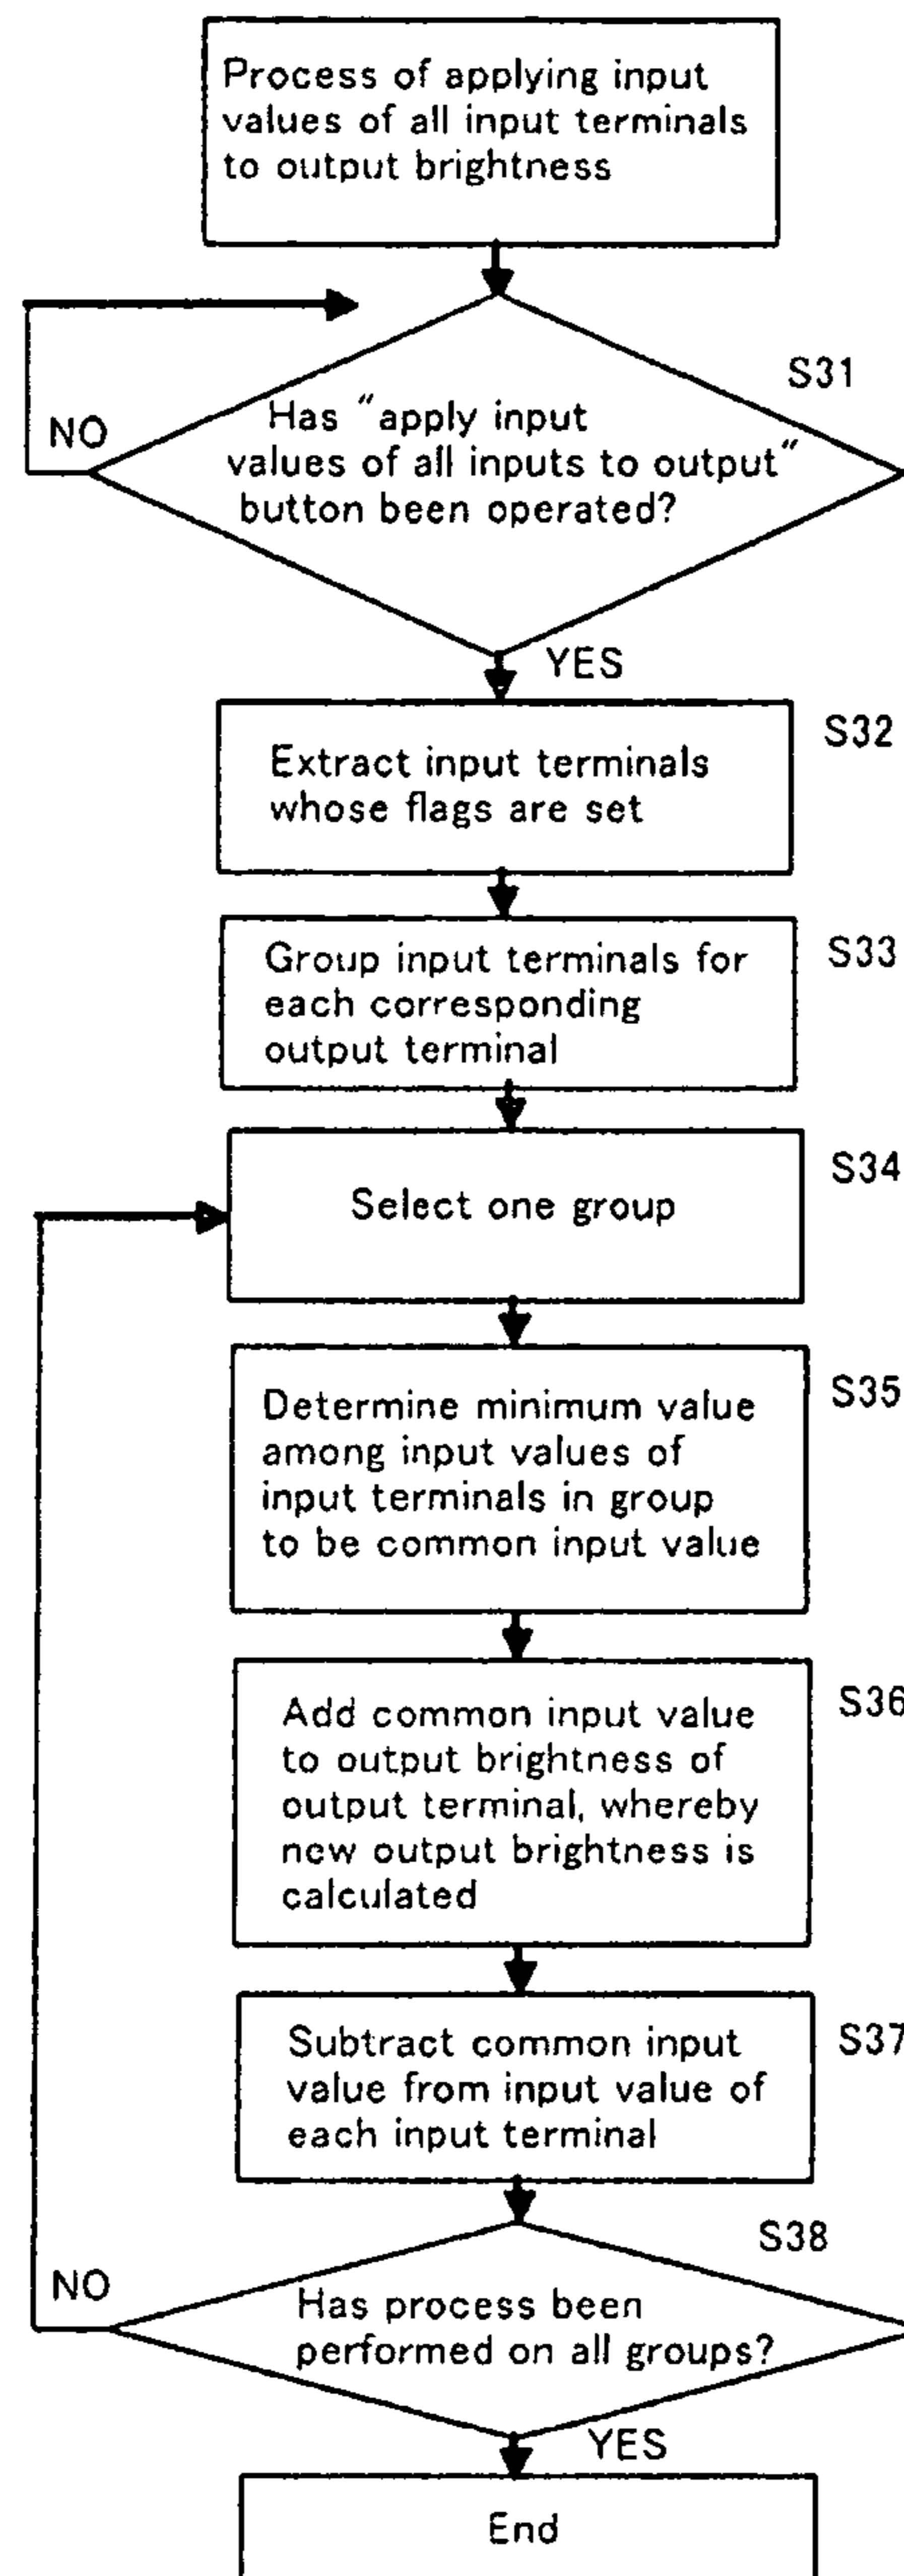 Process of applying input
values of all input terminals
to output brightness
S31
Has "apply input
values of all inputs to output"
button been operated?
NO
YES
S32
Extract input terminals
whose flags are set
S33
Group input terminals for
each corresponding
output terminal
S34
Select one group
S35
Determine minimum value
among input values of
input terminals in group
to be common input value
S36
Add common input value
to output brightness of
output terminal, whereby
new output brightness is
calculated
S37
Subtract common input
value from input value of
each input terminal
S38
NO
Has process been
performed on all groups?
YES
End